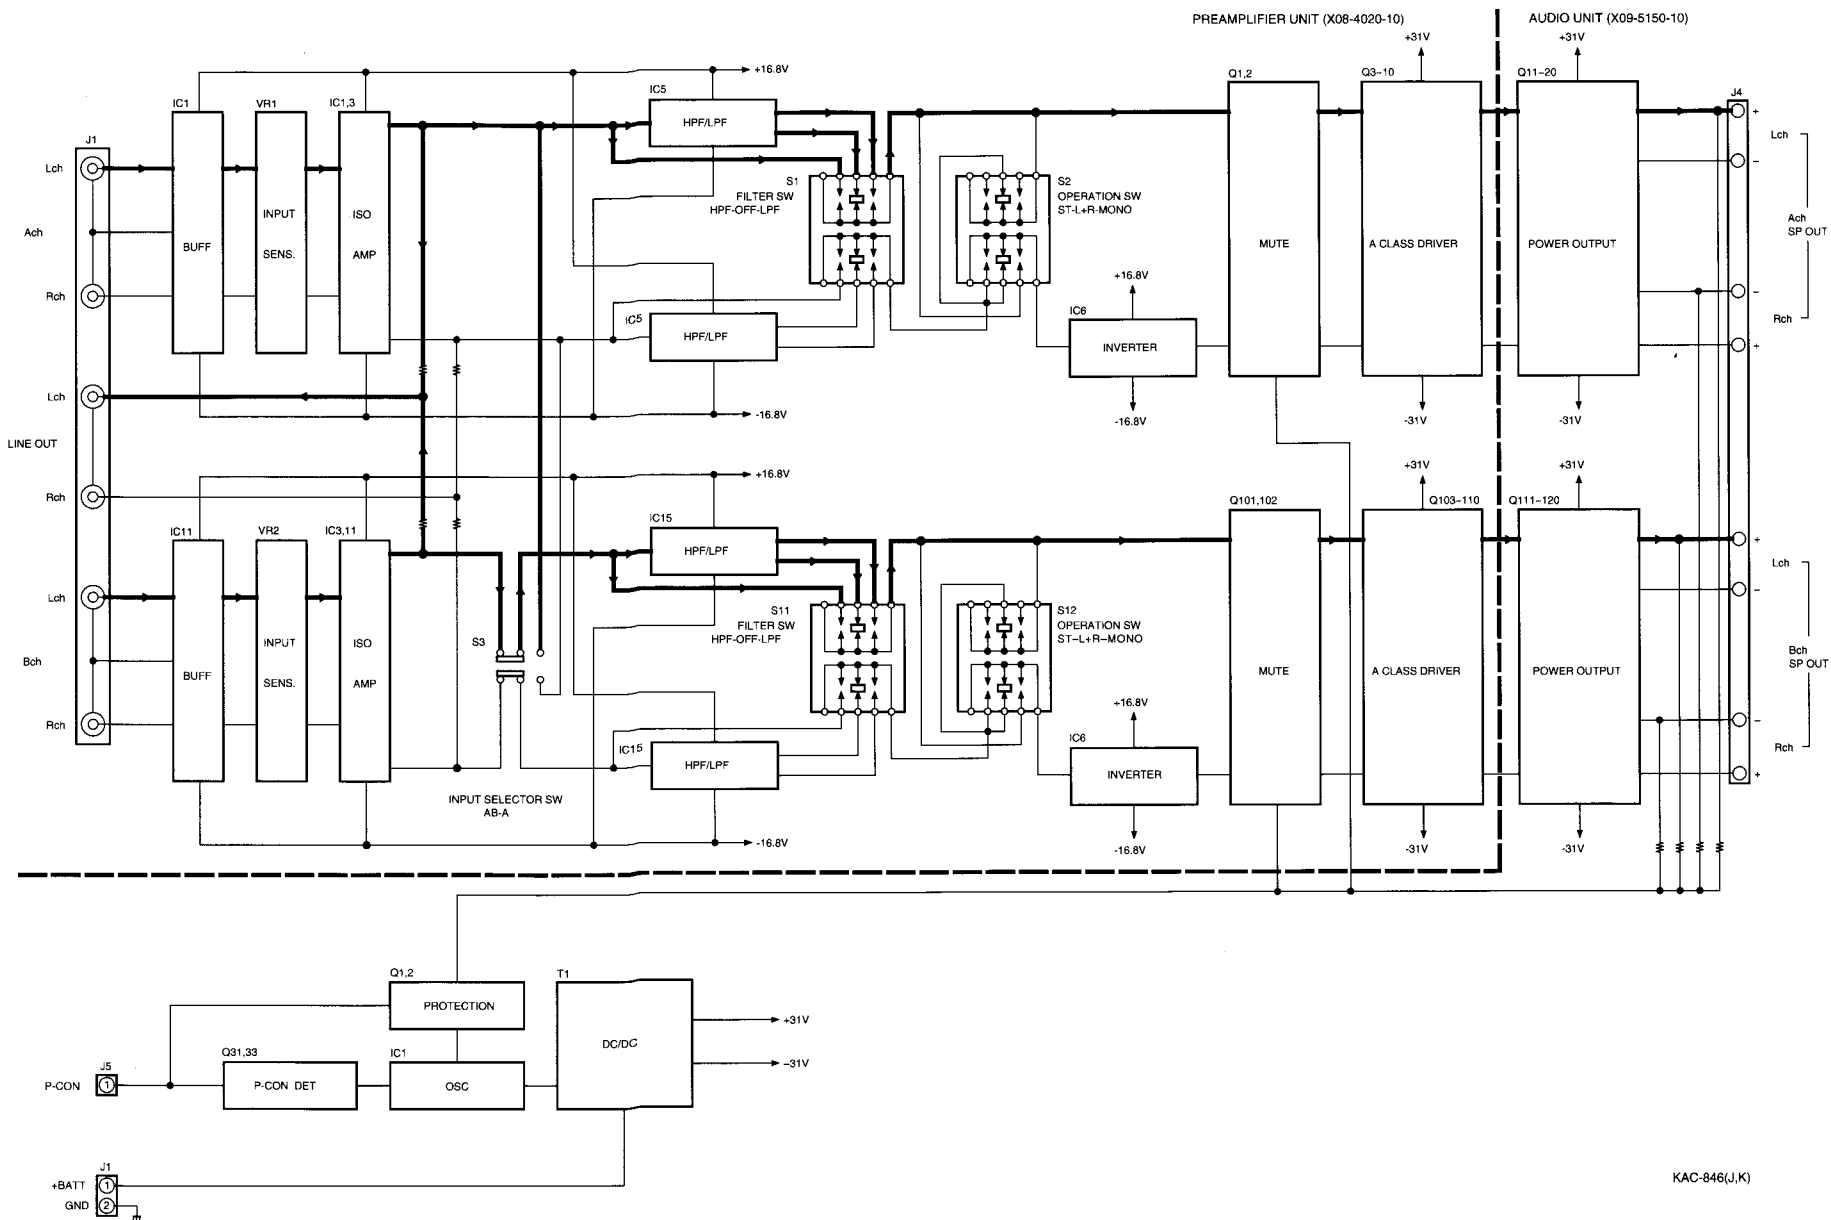 PREAMPLIFIER UNIT (X08-4020-10)
AUDIO UNIT (X09-5150-10)
+31V
+31V
+16.8V
Q1,2
Q3~10
Q11~20
IC1
VR1
IC1,3
IC5
J4
J1
HPF/LPF
+
Lch
Lch
-
S1
FILTER SW
HPF-OFF-LPF
S2
OPERATION SW
ST-L+R-MONO
INPUT
SENS.
ISO
AMP
BUFF
Ach
Ach
SP OUT
MUTE
A CLASS DRIVER
POWER OUTPUT
+16.8V
Rch
-
IC5
IC6
Rch
HPF/LPF
INVERTER
+
Lch
-16.8V
-16.8V
-31V
-31V
LINE OUT
+31V
+31V
+16.8V
Rch
Q101,102
Q103~110
Q111~120
IC11
VR2
IC3,11
IC15
HPF/LPF
+
Lch
Lch
-
S11
FILTER SW
HPF-OFF-LPF
S12
OPERATION SW
ST-L+R-MONO
S3
INPUT
SENS.
ISO
AMP
BUFF
Bch
Bch
SP OUT
MUTE
A CLASS DRIVER
POWER OUTPUT
+16.8V
Rch
-
IC15
IC6
Rch
HPF/LPF
INVERTER
+
INPUT SELECTOR SW
AB-A
-16.8V
-16.8V
-31V
-31V
Q1,2
T1
PROTECTION
+31V
DC/DC
Q31,33
IC1
-31V
J5
P-CON
1
P-CON DET
OSC
J1
+BATT
1
GND
2
KAC-846(J,K)